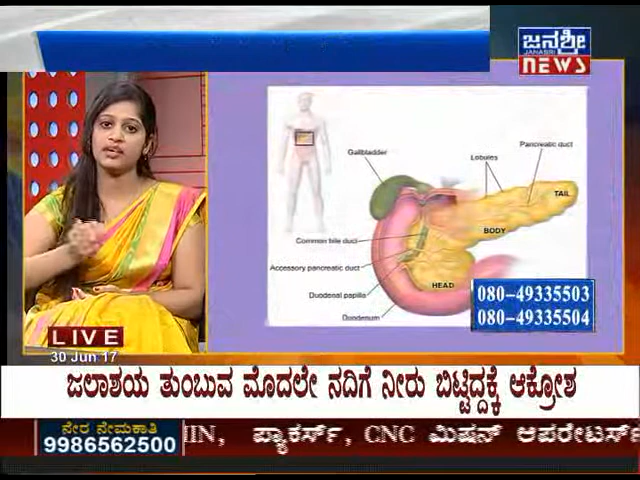 ಜನಶ್ರೀ
JANASRI
NEWS
Gallbladder
Lobules
Pancreatic duct
TAIL
BODY
Common bile duct
Accessory pancreatic duct
HEAD
Duodenal papilla
Duodenum
080-49335503
080-49335504
LIVE
30 Jun 17
ಜಲಾಶಯ ತುಂಬುವ ಮೊದಲೇ ನದಿಗೆ ನೀರು ಬಿಟ್ಟಿದ್ದಕ್ಕೆ ಆಕ್ರೋಶ
ನೇರ ನೇಮಕಾತಿ
9986562500
IIN, ಪ್ಯಾಕರ್ಸ್, CNC ಮಿಷನ್ ಆಪರೇಟರ್ಸ್